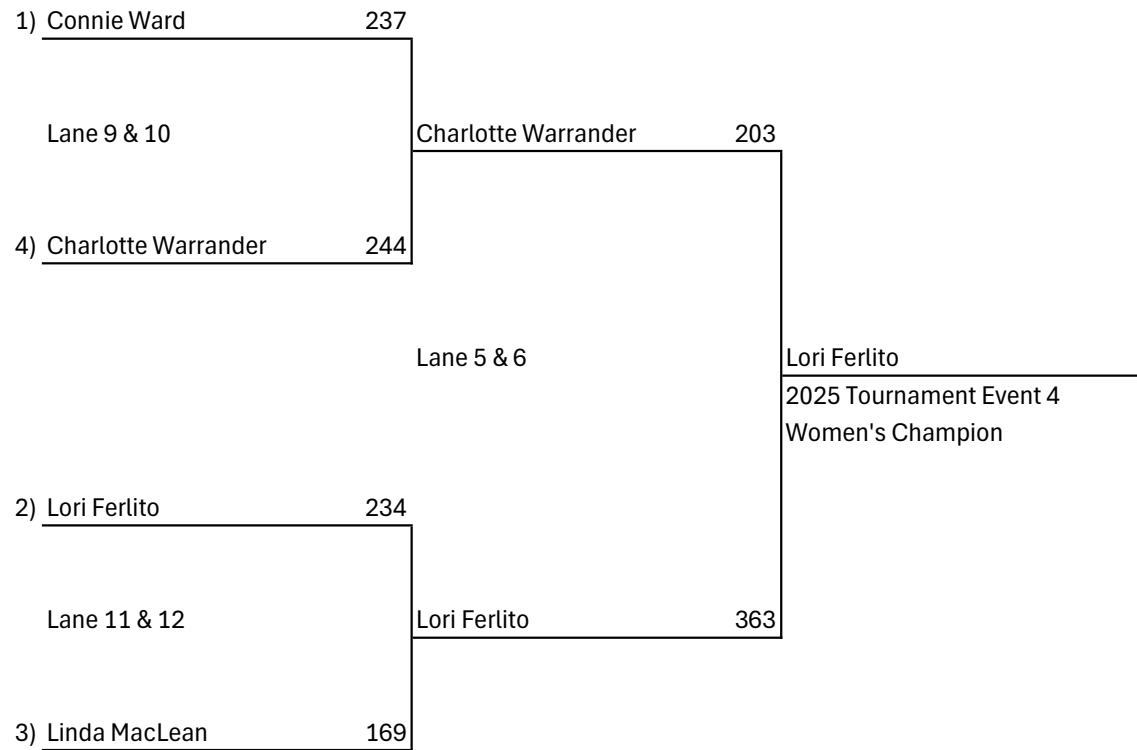 1) Connie Ward 237
Lane 9 & 10
Charlotte Warrander 203
4) Charlotte Warrander 244
Lane 5 & 6
Lori Ferlito
2025 Tournament Event 4
Women's Champion
2) Lori Ferlito 234
Lane 11 & 12
Lori Ferlito 363
3) Linda MacLean 169